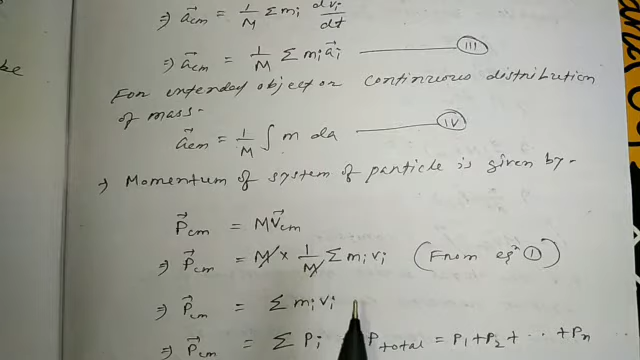 ⇒ a⃗cm = 1/M Σ mi dvi/dt
⇒ a⃗cm = 1/M Σ mi a⃗i ——— (III)
For extended object or continuous distribution
of mass.
a⃗cm = 1/M ∫ m da ——— (IV)
→ Momentum of system of particle is given by.
P⃗cm = M V⃗cm
⇒ P⃗cm = M × 1/M Σ mi vi (From eqn (1))
⇒ P⃗cm = Σ mi vi
⇒ P⃗cm = Σ Pi Ptotal = P1 + P2 + ... + Pn